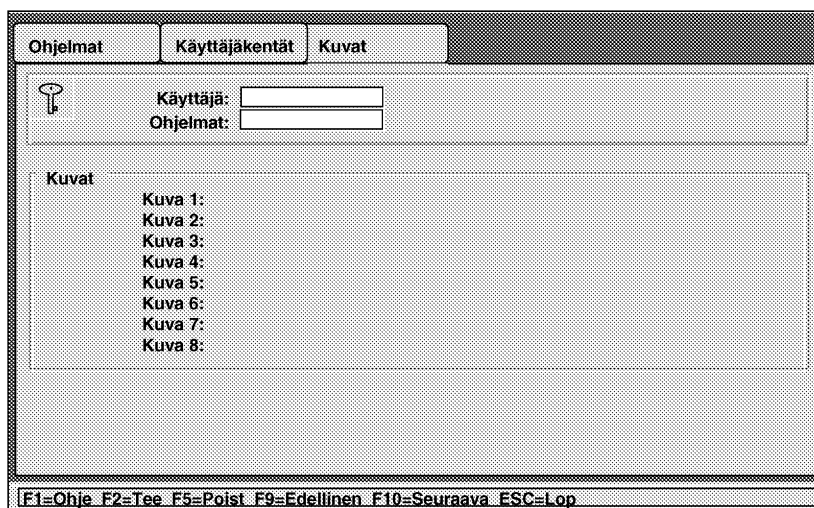 Ohjelmat Käyttäjäkentät Kuvat
Käyttäjä:
Ohjelmat:
Kuvat
Kuva 1:
Kuva 2:
Kuva 3:
Kuva 4:
Kuva 5:
Kuva 6:
Kuva 7:
Kuva 8:
F1=Ohje F2=Tee F5=Poist F9=Edellinen F10=Seuraava ESC=Lop